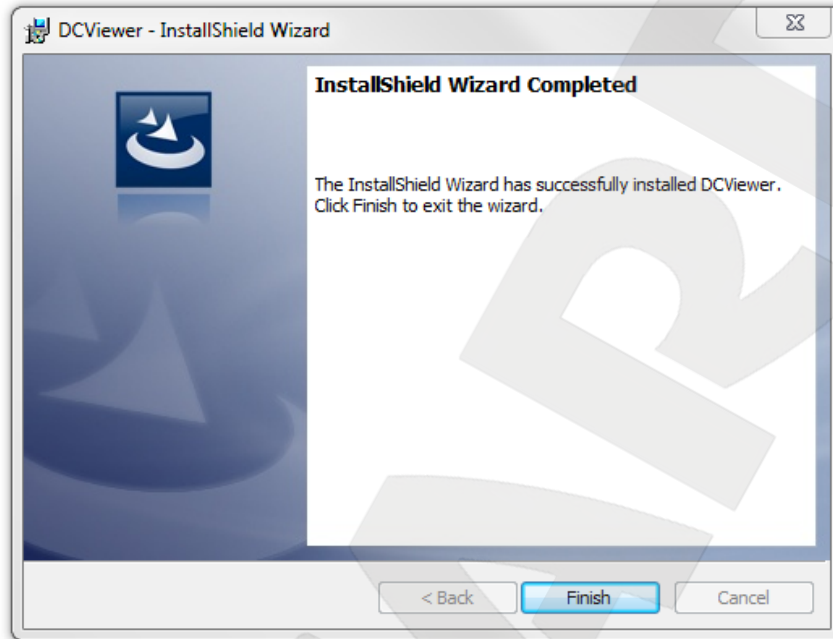 DCViewer - InstallShield Wizard
InstallShield Wizard Completed
The InstallShield Wizard has successfully installed DCViewer.
Click Finish to exit the wizard.
< Back
Finish
Cancel